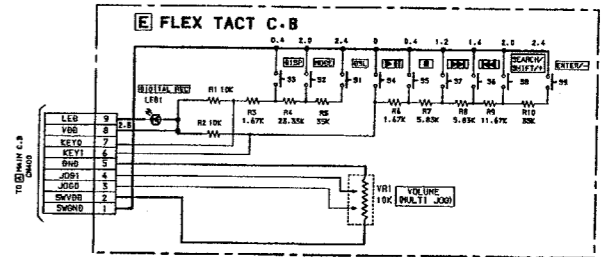 E FLEX TACT C·B
0.4 2.0 2.4 0 0.4 1.2 1.6 2.0 2.4
DISP MODE SEARCH/ SHIFT/+ ENTER/-
S3 S2 S1 S4 S5 S7 S6 S8 S9
DIGITAL REC
LED1
R1 10K
R2 10K
R3 1.67K
R4 23.33K
R5 35K
R6 1.67K
R7 5.83K
R8 5.83K
R9 11.67K
R10 35K
TO A MAIN C.B
CN400
LED 9
2.8
VDD 8
KEY0 7
KEY1 6
GND 5
JOG1 4
JOG0 3
SWVDD 2
SWGND 1
VR1
10K
VOLUME
(MULTI JOG)